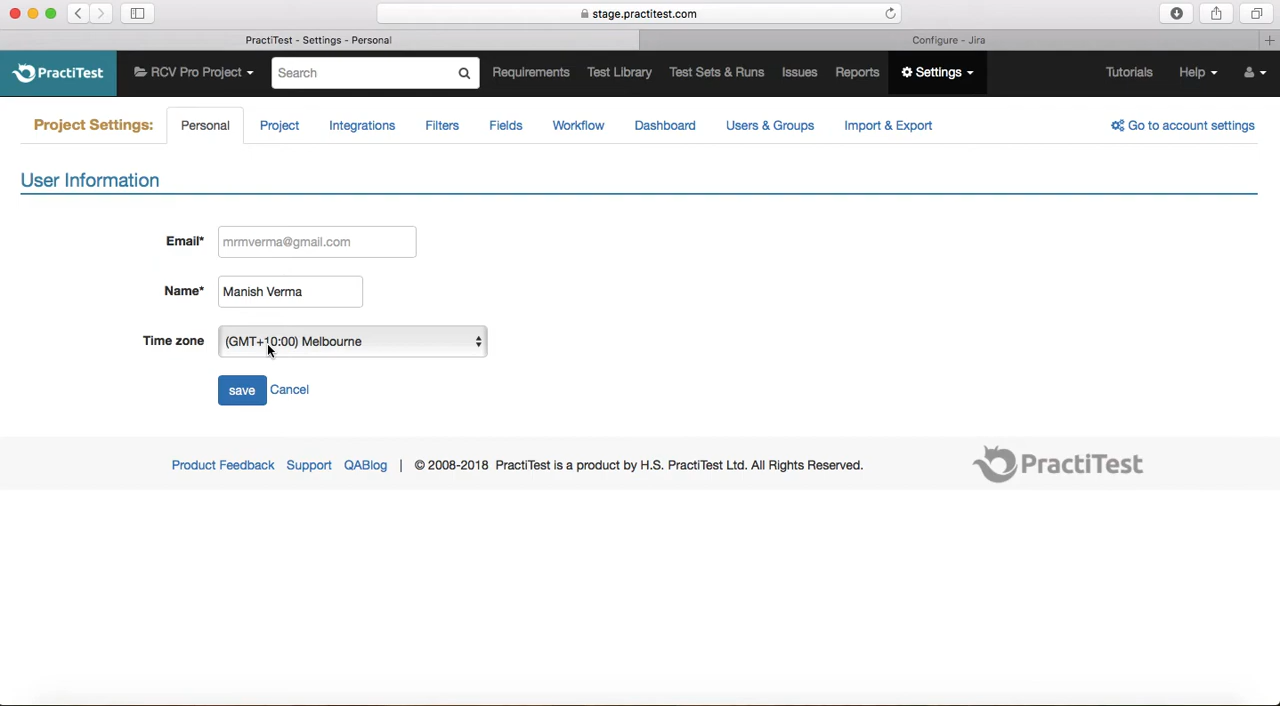 stage.practitest.com
PractiTest - Settings - Personal
Configure - Jira
PractiTest
RCV Pro Project
Search
Requirements
Test Library
Test Sets & Runs
Issues
Reports
Settings
Tutorials
Help
Project Settings:
Personal
Project
Integrations
Filters
Fields
Workflow
Dashboard
Users & Groups
Import & Export
Go to account settings
User Information
Email*
mrmverma@gmail.com
Name*
Manish Verma
Time zone
(GMT+10:00) Melbourne
save
Cancel
Product Feedback
Support
QABlog
|
© 2008-2018 PractiTest is a product by H.S. PractiTest Ltd. All Rights Reserved.
PractiTest